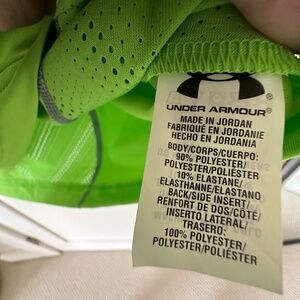 UNDER ARMOUR®
MADE IN JORDAN
FABRIQUÉ EN JORDANIE
HECHO EN JORDANIA
BODY/CORPS/CUERPO:
90% POLYESTER/POLIÉSTER
10% ELASTANE/
ELASTHANNE/ELASTANO
BACK/SIDE INSERT/
RENFORT DE DOS/CÔTÉ/
INSERTO LATERAL/
TRASERO:
100% POLYESTER/
POLYESTER/POLIÉSTER